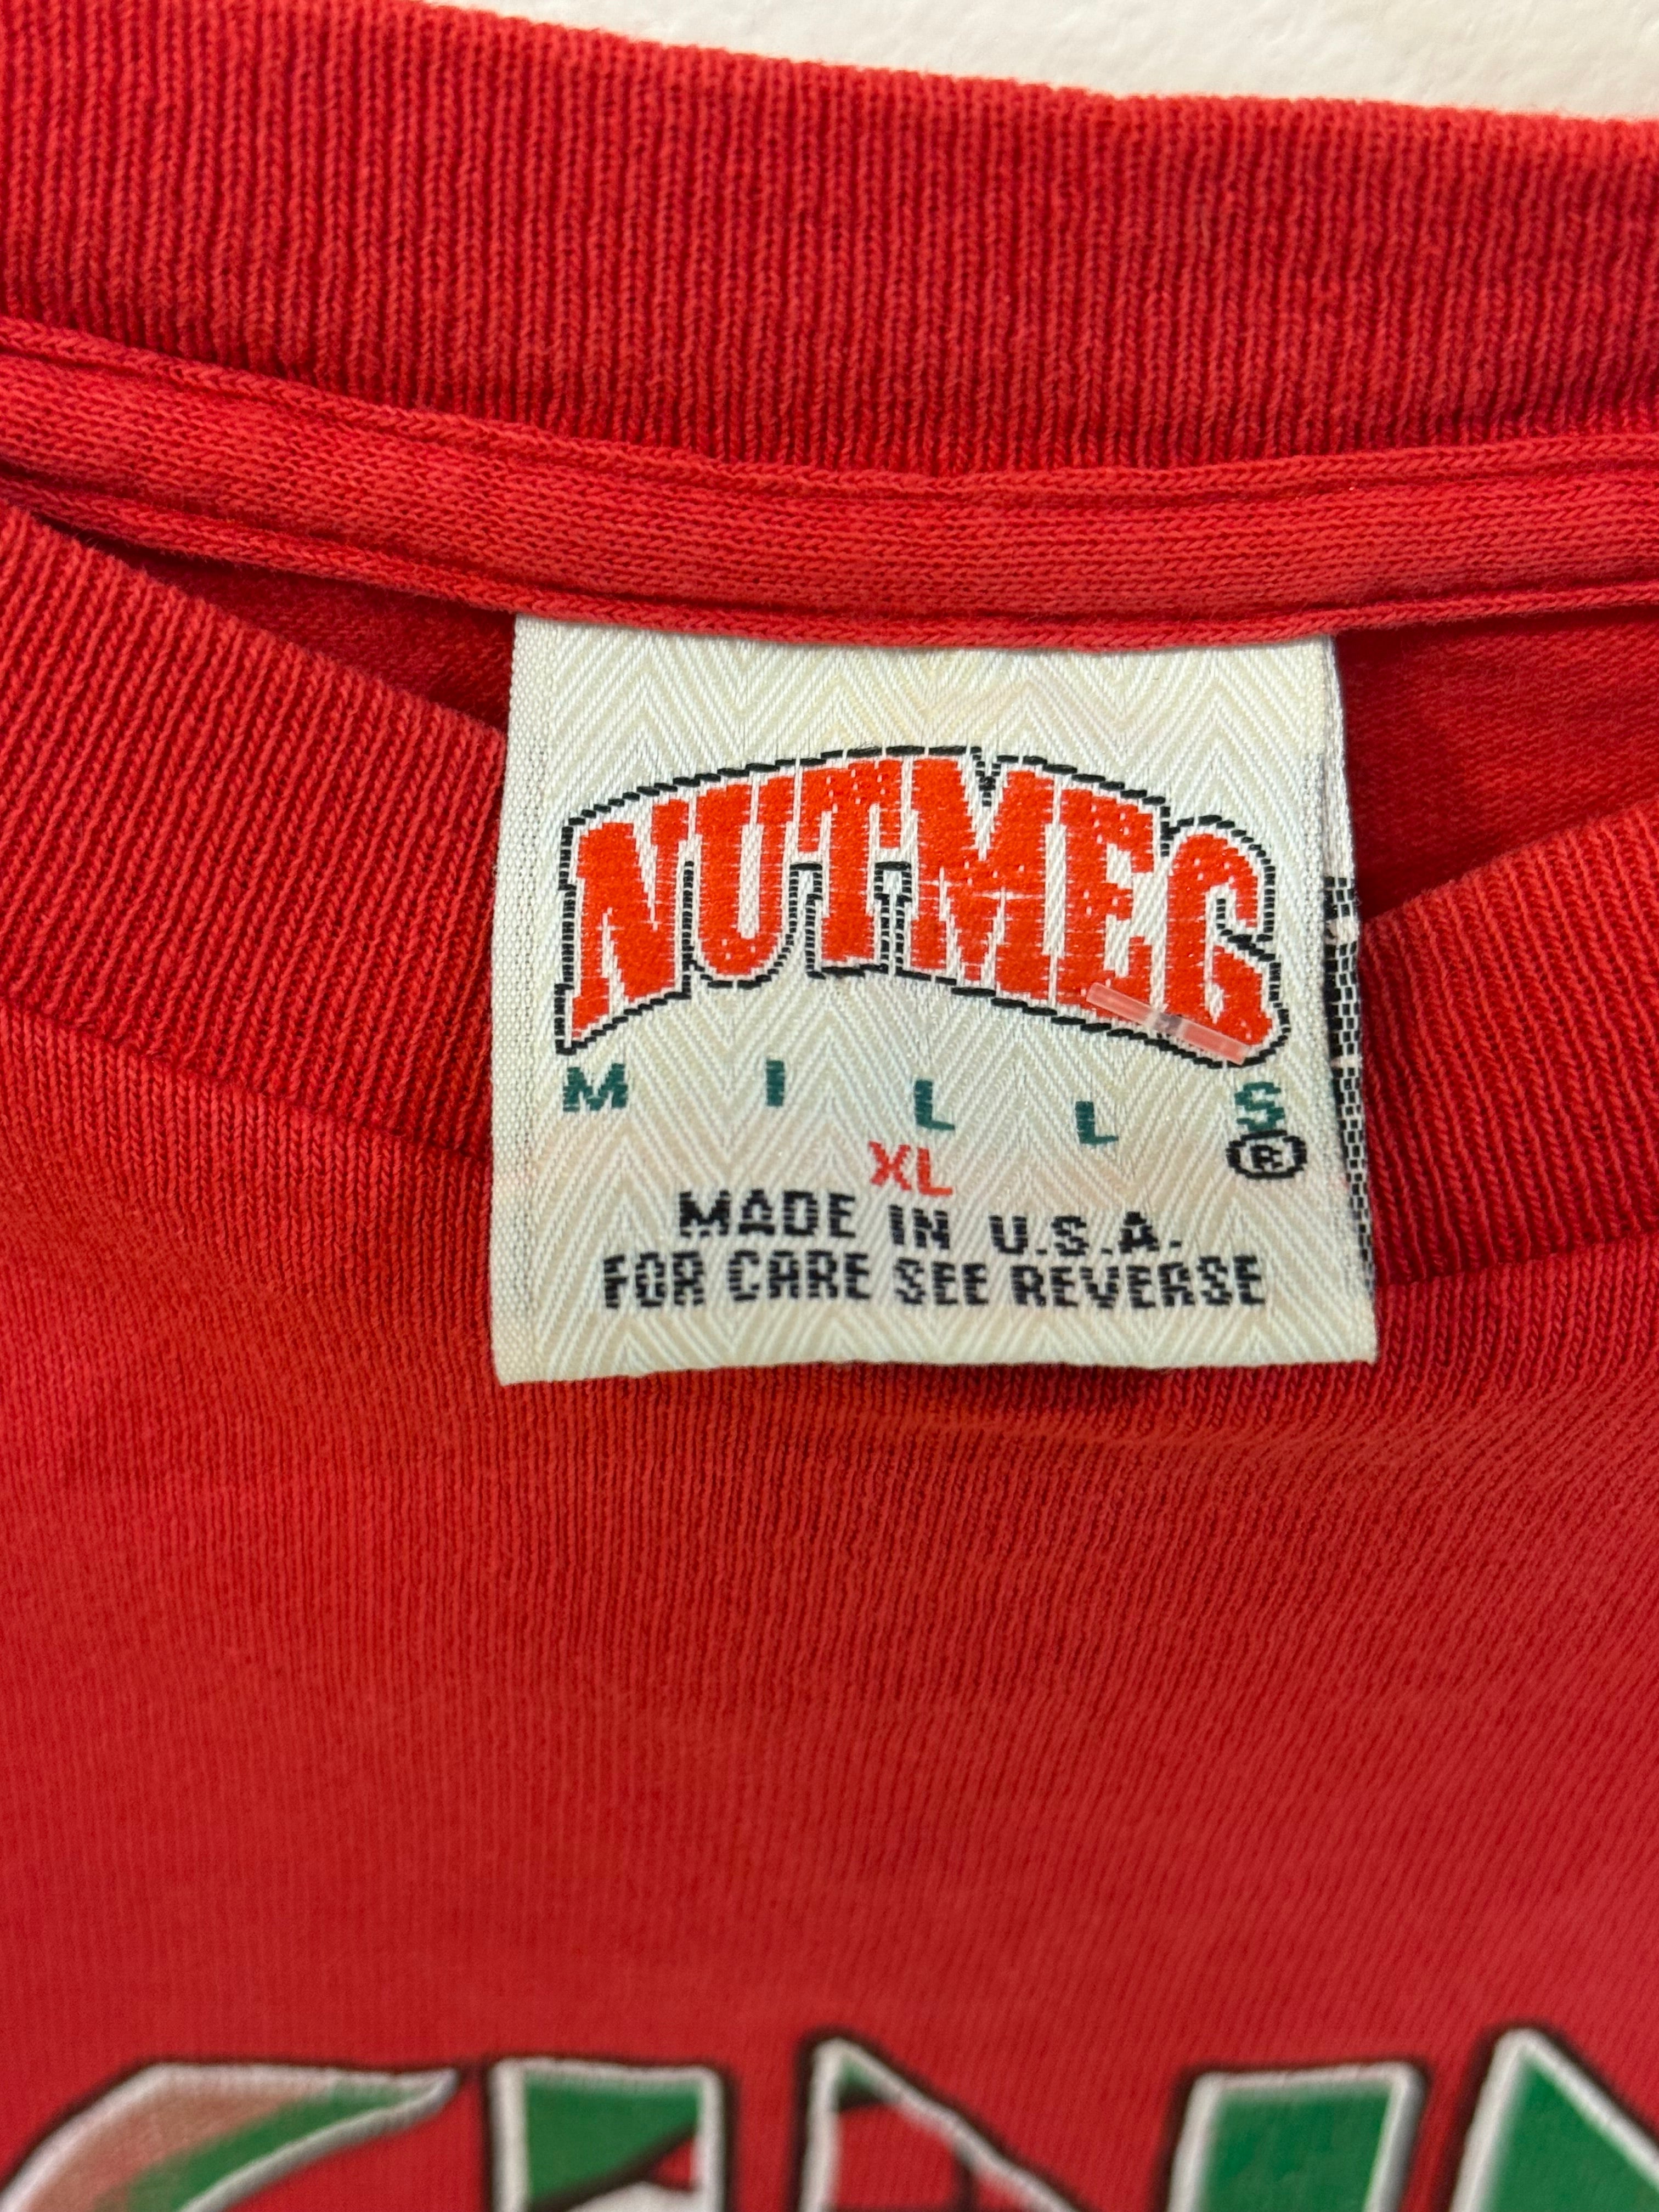 NUTMEG
MILLS
®
XL
MADE IN U.S.A.
FOR CARE SEE REVERSE